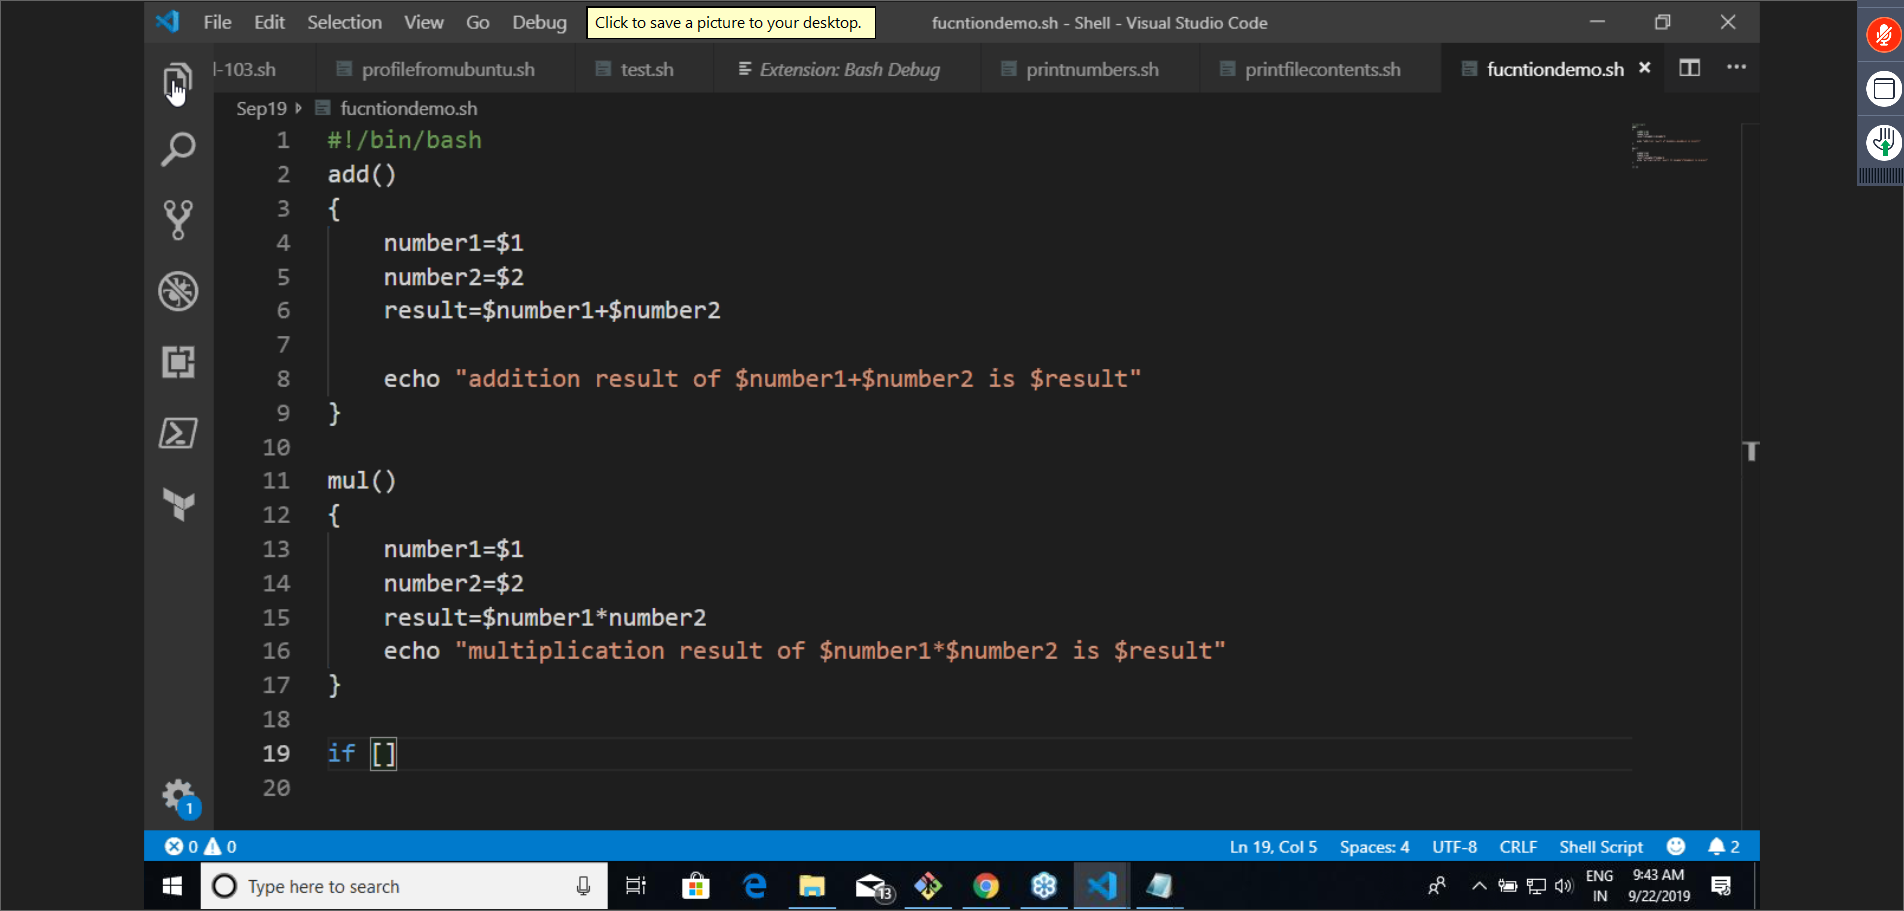 File Edit Selection View Go Debug
Click to save a picture to your desktop.
fucntiondemo.sh - Shell - Visual Studio Code
l-103.sh
profilefromubuntu.sh
test.sh
Extension: Bash Debug
printnumbers.sh
printfilecontents.sh
fucntiondemo.sh
Sep19 fucntiondemo.sh
1 #!/bin/bash
2 add()
3 {
4 number1=$1
5 number2=$2
6 result=$number1+$number2
7
8 echo "addition result of $number1+$number2 is $result"
9 }
10
11 mul()
12 {
13 number1=$1
14 number2=$2
15 result=$number1*number2
16 echo "multiplication result of $number1*$number2 is $result"
17 }
18
19 if []
20
1
0 0
Ln 19, Col 5 Spaces: 4 UTF-8 CRLF Shell Script 2
Type here to search
13
ENG
IN
9:43 AM
9/22/2019